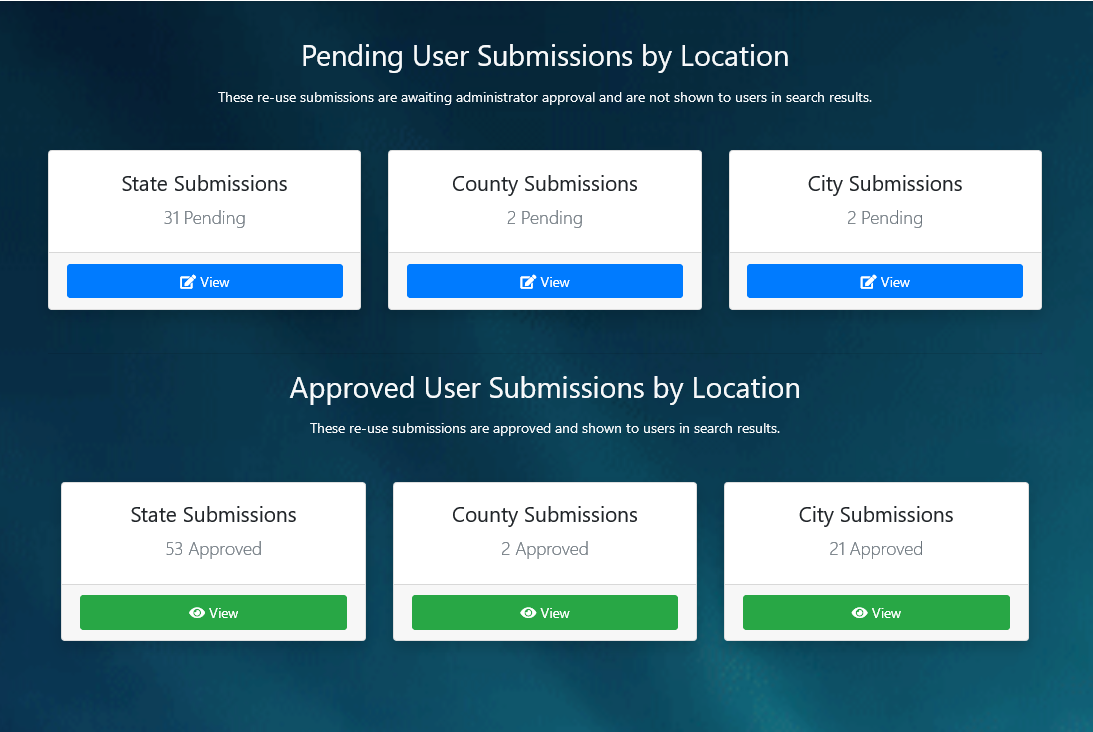 Pending User Submissions by Location
These re-use submissions are awaiting administrator approval and are not shown to users in search results.
State Submissions
31 Pending
View
County Submissions
2 Pending
View
City Submissions
2 Pending
View
Approved User Submissions by Location
These re-use submissions are approved and shown to users in search results.
State Submissions
53 Approved
View
County Submissions
2 Approved
View
City Submissions
21 Approved
View